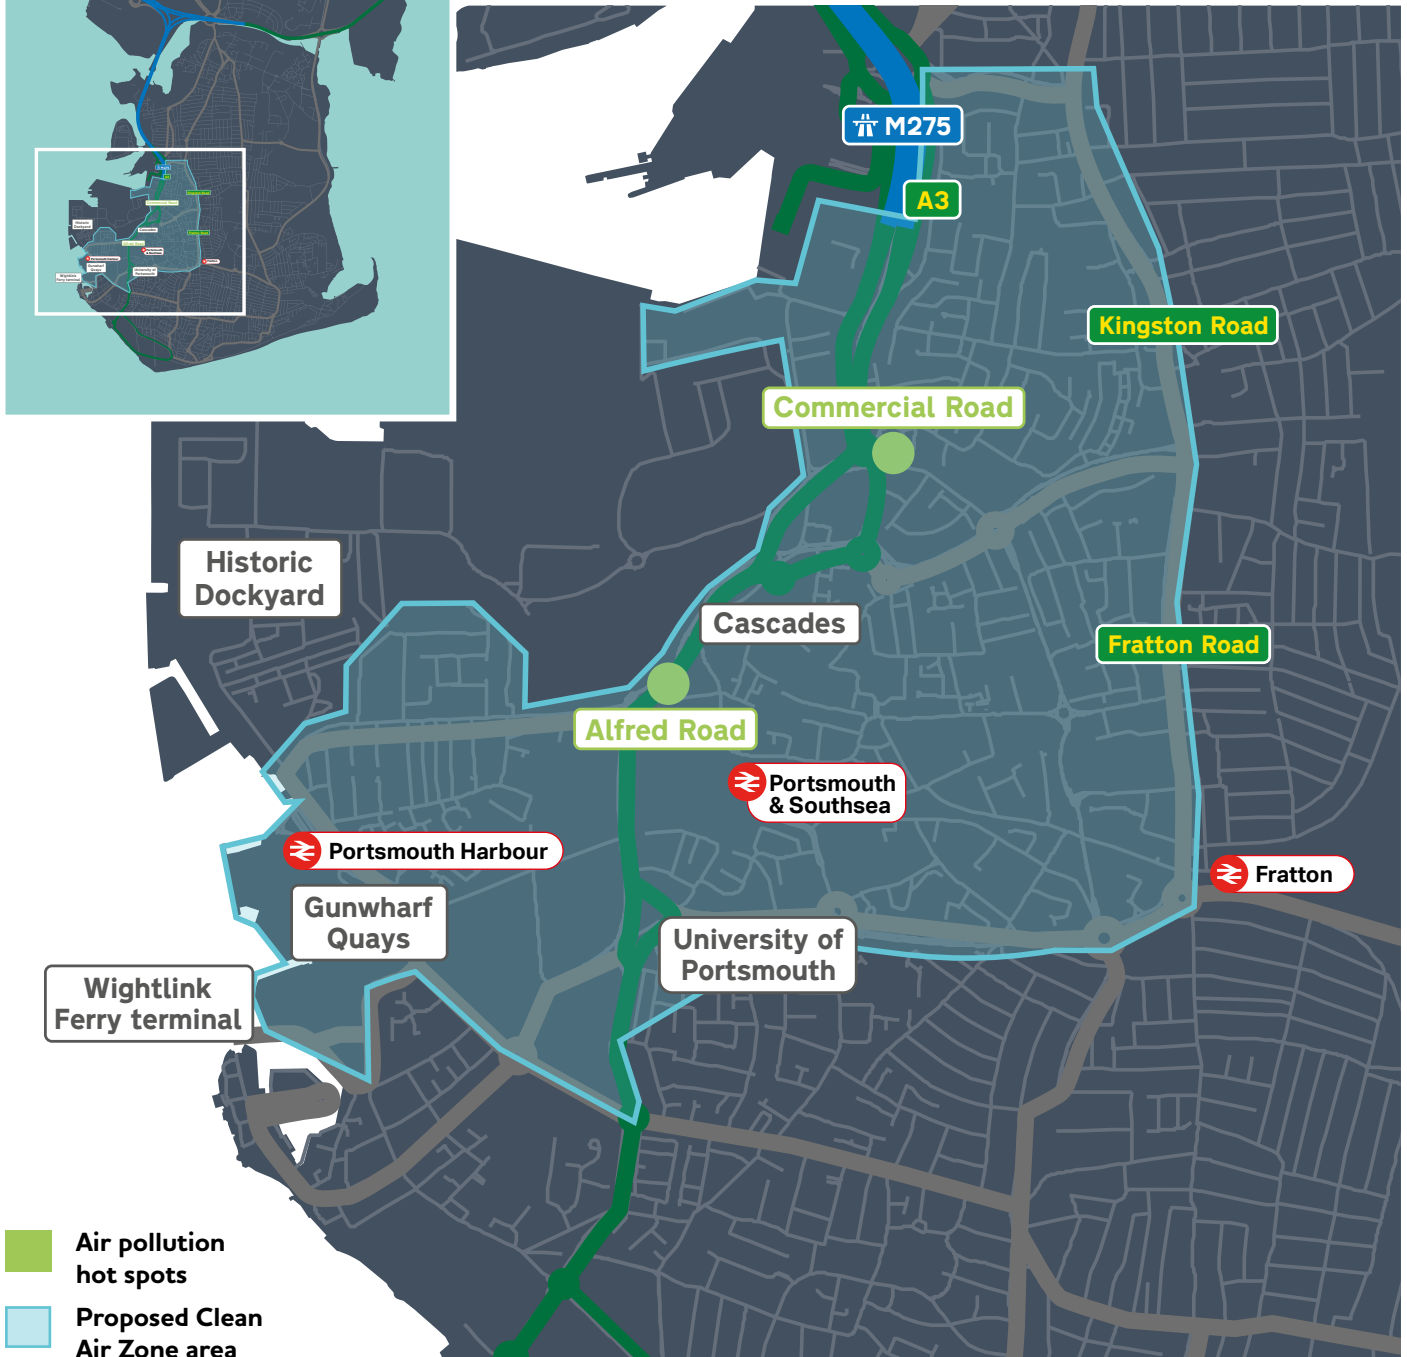 M275
A3
Kingston Road
Commercial Road
Historic
Dockyard
Cascades
Fratton Road
Alfred Road
Portsmouth
& Southsea
Portsmouth Harbour
Fratton
Gunwharf
Quays
University of
Portsmouth
Wightlink
Ferry terminal
Air pollution
hot spots
Proposed Clean
Air Zone area